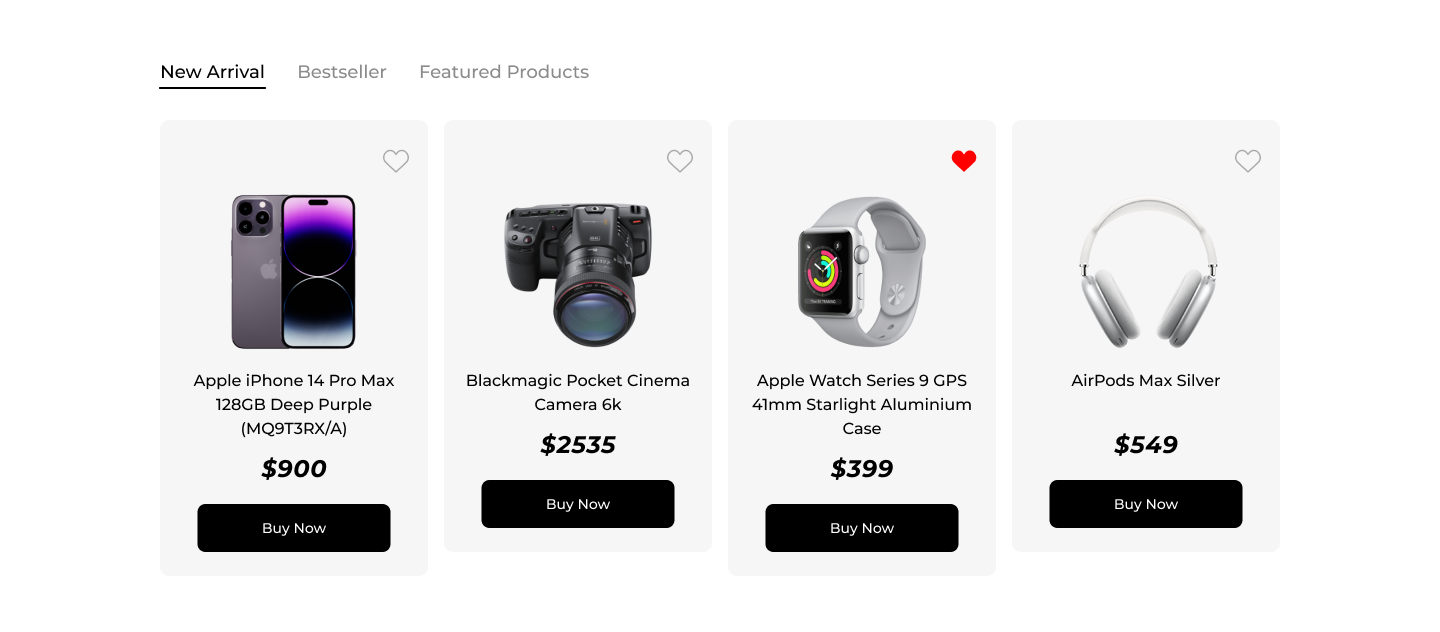 New Arrival Bestseller Featured Products
Apple iPhone 14 Pro Max
128GB Deep Purple
(MQ9T3RX/A)
$900
Buy Now
Blackmagic Pocket Cinema
Camera 6k
$2535
Buy Now
Apple Watch Series 9 GPS
41mm Starlight Aluminium
Case
$399
Buy Now
AirPods Max Silver
$549
Buy Now